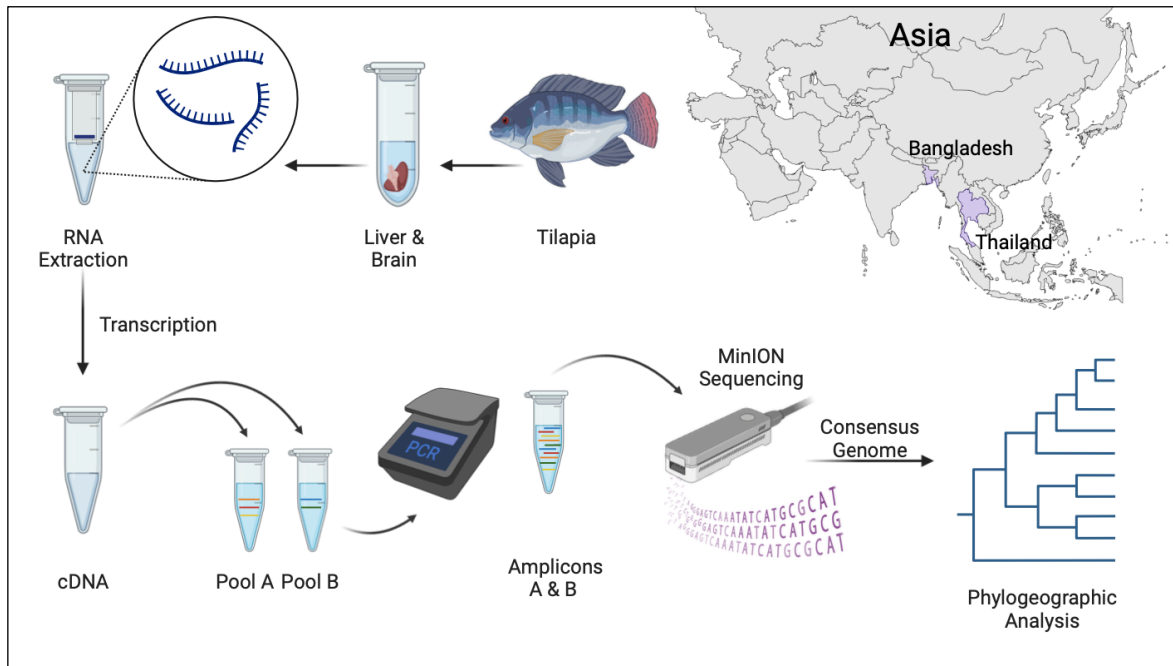 Asia
Bangladesh
Thailand
RNA
Extraction
Liver &
Brain
Tilapia
Transcription
cDNA
Pool A
Pool B
PCR
Amplicons
A & B
MinION
Sequencing
AGGAGTCAAATATCATGCGCAT
GGGAGTCAAATATCATGCG
AGGAGTCAAATATCATGCGCAT
Consensus
Genome
Phylogeographic
Analysis